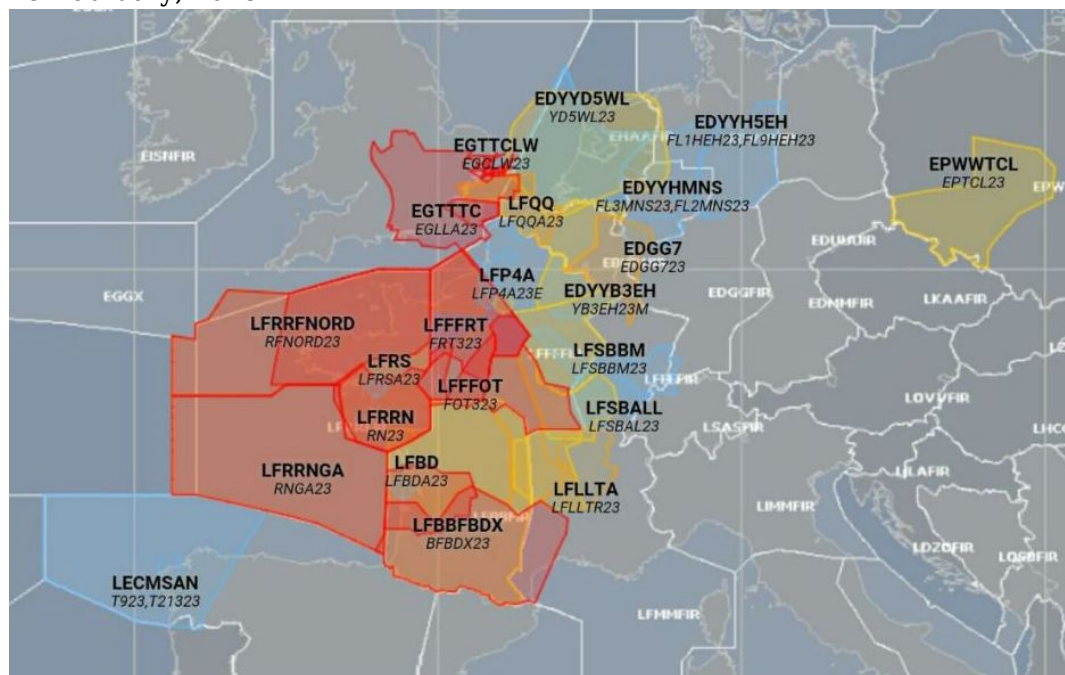 EDYYD5WL
YD5WL23
EDYYH5EH
FL1HEH23,FL9HEH23
EGTTCLW
EGCLW23
EISNFIR
EPWWTCL
EPTCL23
EDYYHMNS
FL3MNS23,FL2MNS23
LFQQ
LFQQA23
EGTTTC
EGLLA23
EDGG7
EDGG723
EDUUUIR
LFP4A
LFP4A23E
EGGX
EDYYB3EH
YB3EH23M
EDGGFIR
EDMMFIR
LKAAFIR
LFRRFNORD
RFNORD23
LFFFRT
FRT323
LFRS
LFRSA23
LFSBBM
LFSBBM23
LFFFOT
FOT323
LOVVFIR
LFRRN
RN23
LFSBALL
LFSBAL23
LSASFIR
LJLAFIR
LFRRNGA
RNGA23
LFBD
LFBDA23
LFLLTA
LFLLTR23
LIMMFIR
LFBBFBDX
BFBDX23
LDZOFIR
LQSBFIR
LECMSAN
T923,T21323
LFMMFIR